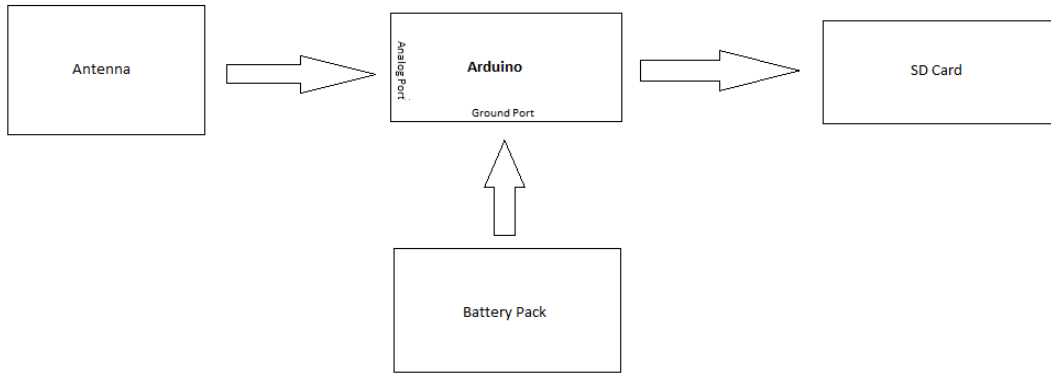 Antenna
Analog Port
Arduino
Ground Port
SD Card
Battery Pack